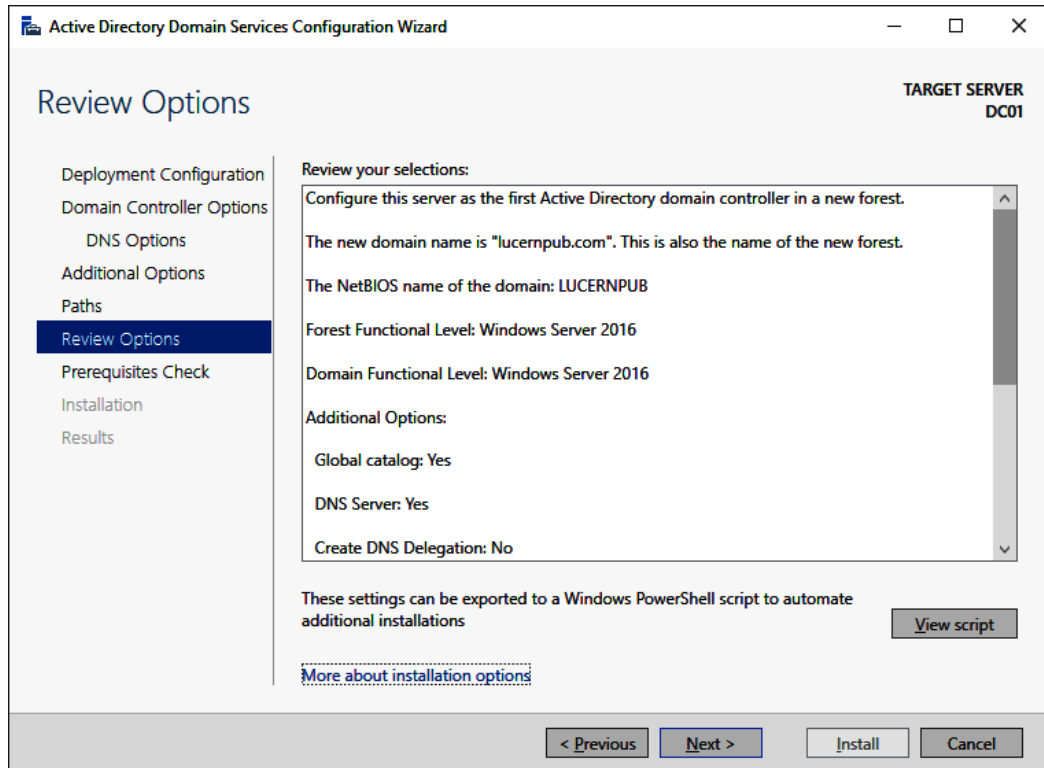 Active Directory Domain Services Configuration Wizard
Review Options
TARGET SERVER
DC01
Deployment Configuration
Domain Controller Options
DNS Options
Additional Options
Paths
Review Options
Prerequisites Check
Installation
Results
Review your selections:
Configure this server as the first Active Directory domain controller in a new forest.
The new domain name is "lucernpub.com". This is also the name of the new forest.
The NetBIOS name of the domain: LUCERNPUB
Forest Functional Level: Windows Server 2016
Domain Functional Level: Windows Server 2016
Additional Options:
Global catalog: Yes
DNS Server: Yes
Create DNS Delegation: No
These settings can be exported to a Windows PowerShell script to automate
additional installations
View script
More about installation options
< Previous
Next >
Install
Cancel